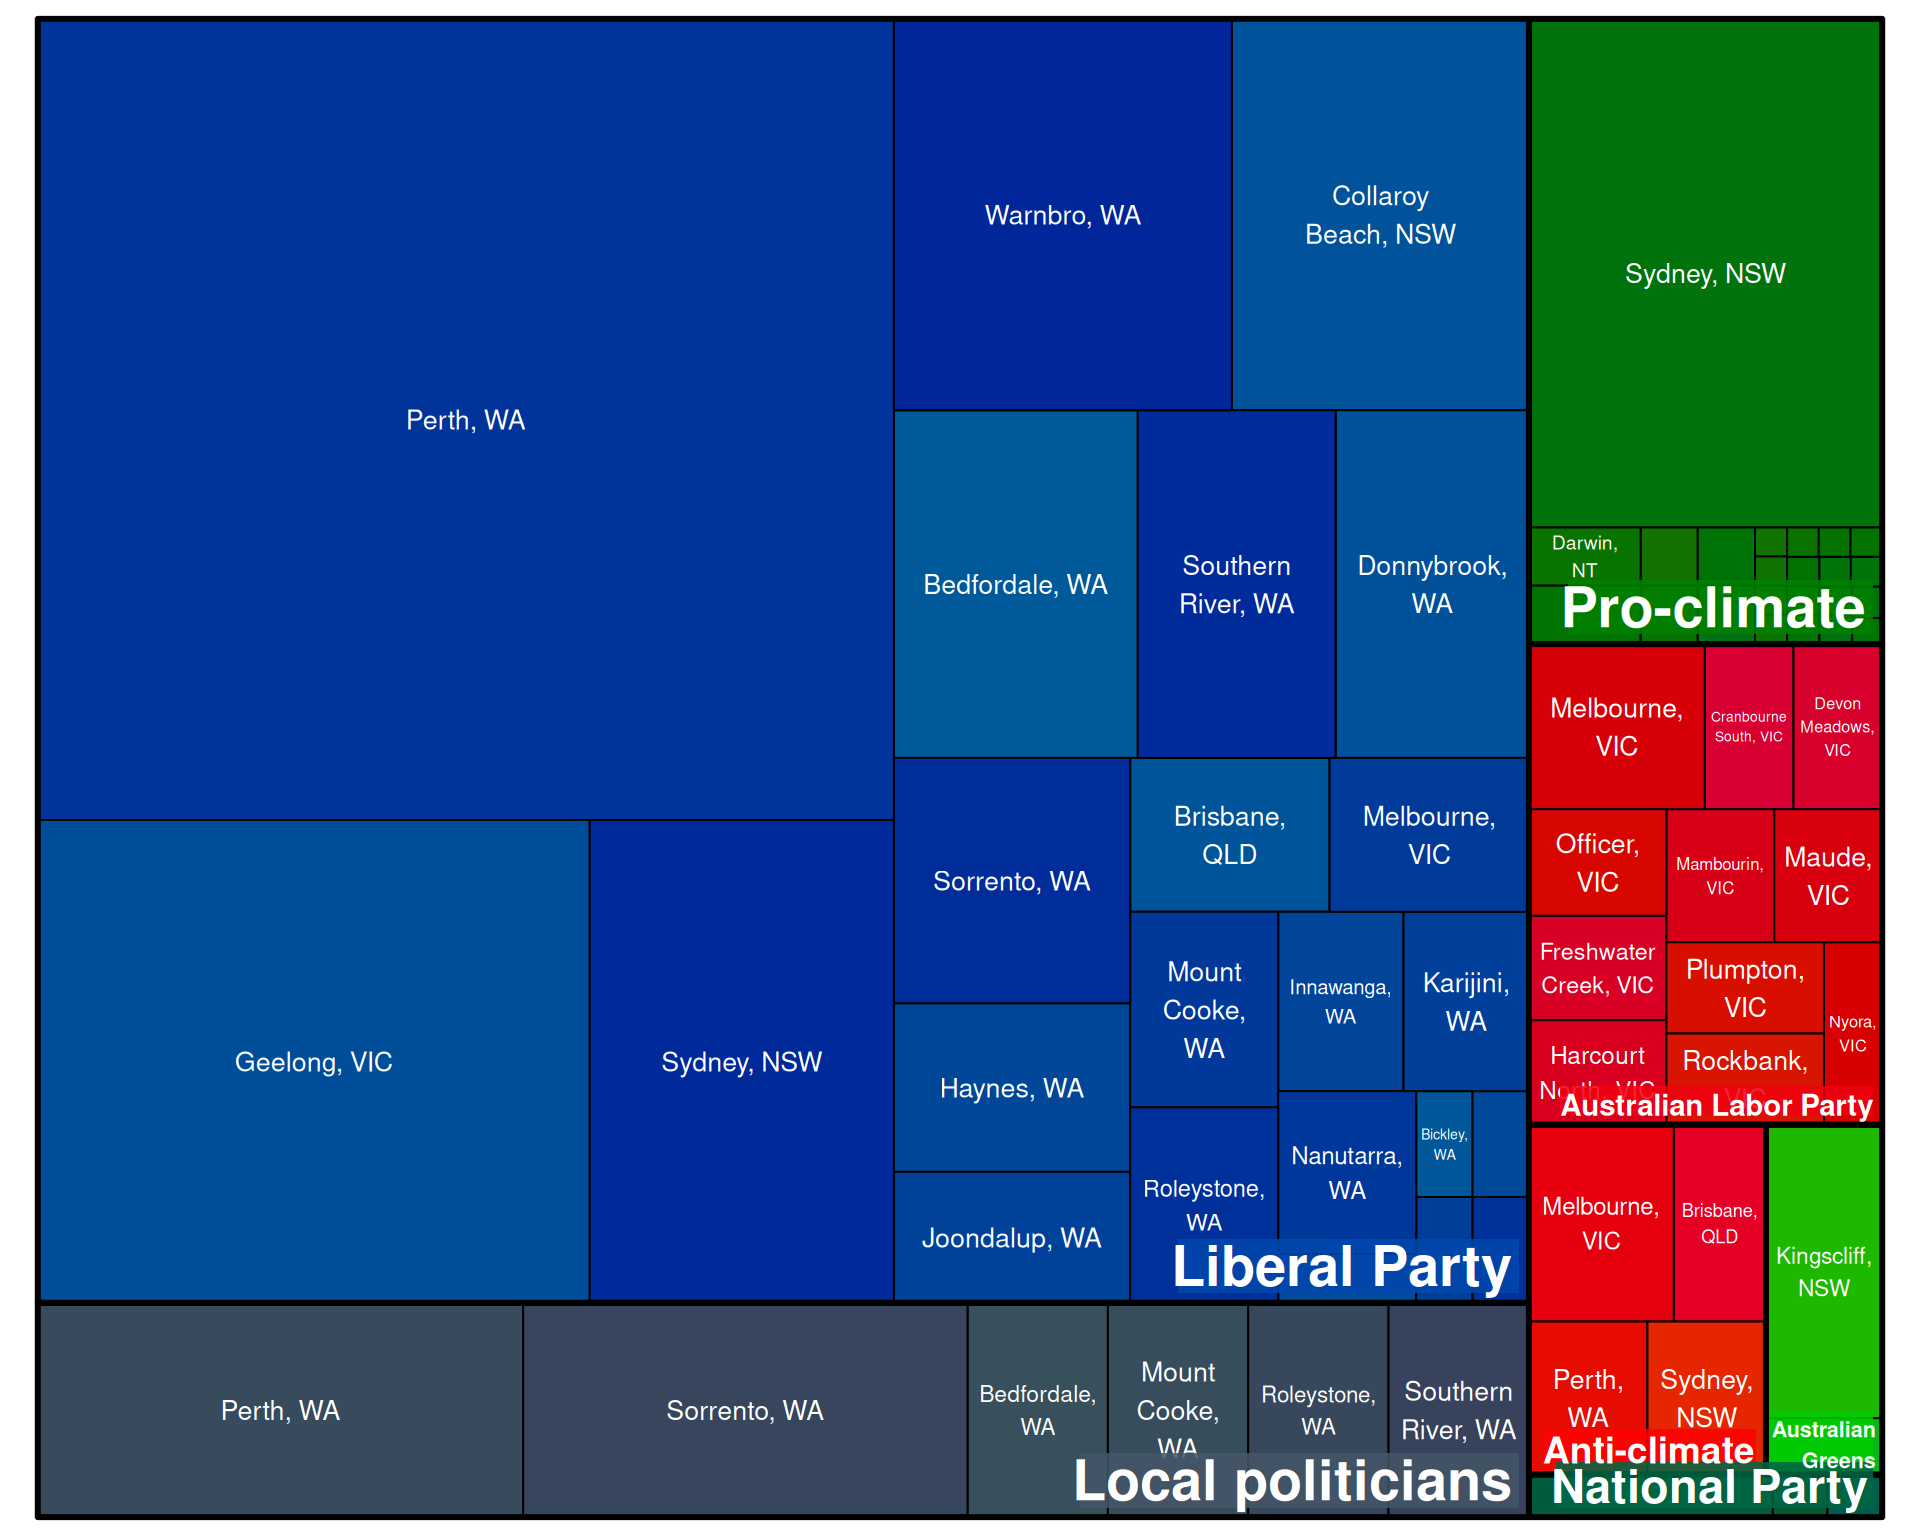 Perth, WA
Warnbro, WA
Collaroy
Beach, NSW
Bedfordale, WA
Southern
River, WA
Donnybrook,
WA
Geelong, VIC
Sydney, NSW
Sorrento, WA
Haynes, WA
Joondalup, WA
Brisbane,
QLD
Melbourne,
VIC
Mount
Cooke,
WA
Innawanga,
WA
Karijini,
WA
Roleystone,
WA
Nanutarra,
WA
Bickley,
WA
Liberal Party
Perth, WA
Sorrento, WA
Bedfordale,
WA
Mount
Cooke,
WA
Roleystone,
WA
Southern
River, WA
Local politicians
Sydney, NSW
Darwin,
NT
Pro-climate
Melbourne,
VIC
Cranbourne
South, VIC
Devon
Meadows,
VIC
Officer,
VIC
Mambourin,
VIC
Maude,
VIC
Freshwater
Creek, VIC
Plumpton,
VIC
Nyora,
VIC
Harcourt
North, VIC
Rockbank,
VIC
Australian Labor Party
Melbourne,
VIC
Brisbane,
QLD
Perth,
WA
Sydney,
NSW
Anti-climate
Kingscliff,
NSW
Australian
Greens
National Party